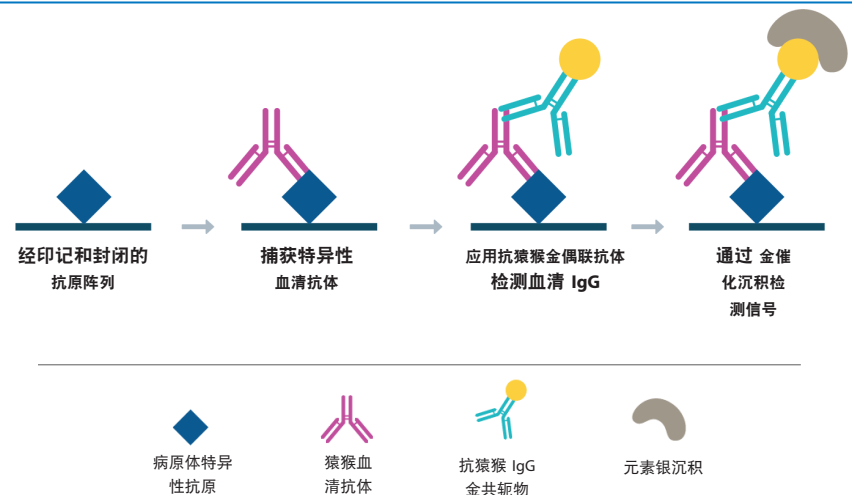 经印记和封闭的
抗原阵列
捕获特异性
血清抗体
应用抗猿猴金偶联抗体
检测血清 IgG
通过 金催
化沉积检
测信号
病原体特异
性抗原
猿猴血
清抗体
抗猿猴 IgG
金共轭物
元素银沉积